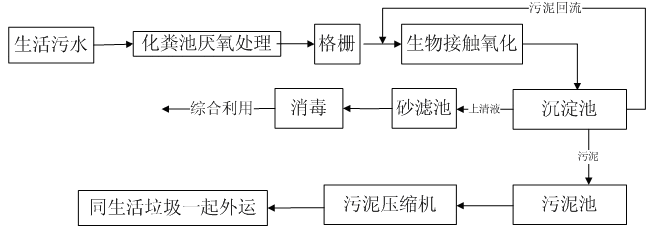 污泥回流
生活污水
化粪池厌氧处理
格栅
生物接触氧化
综合利用
消毒
砂滤池
上清液
沉淀池
污泥
同生活垃圾一起外运
污泥压缩机
污泥池